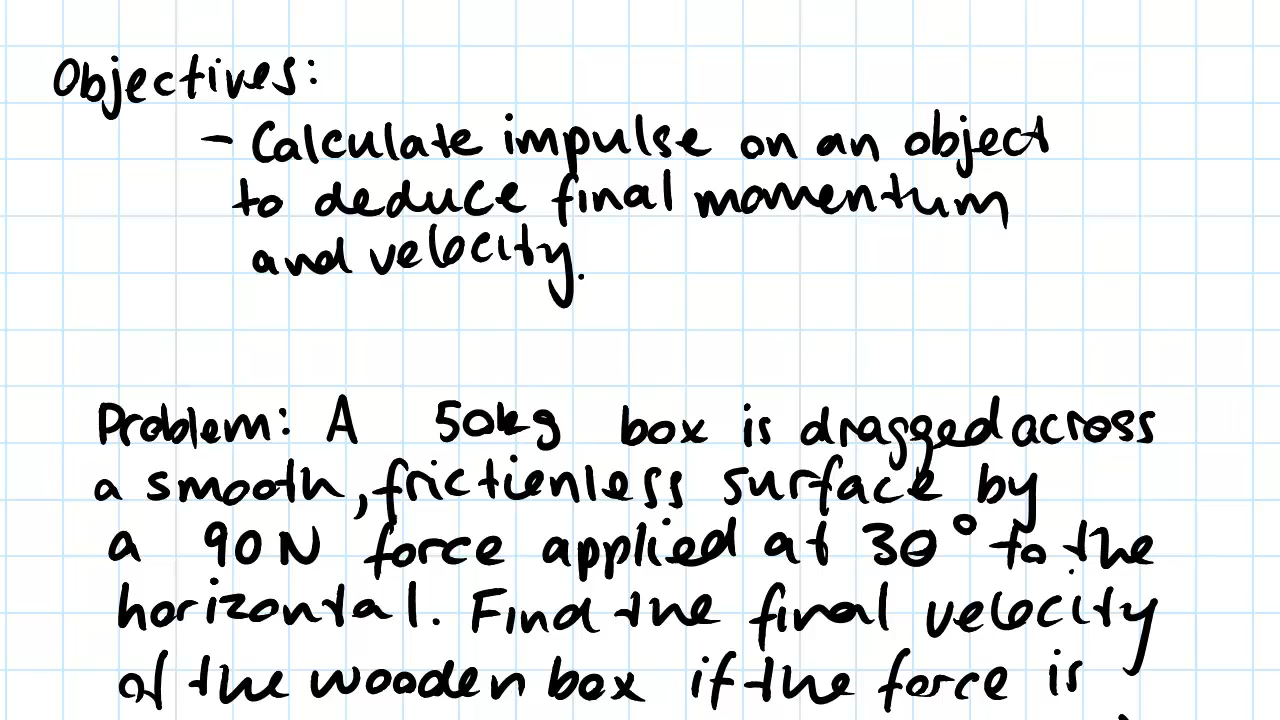 Objectives:
- Calculate impulse on an object
to deduce final momentum
and velocity.
Problem: A 50kg box is dragged across
a smooth, frictionless surface by
a 90N force applied at 30° to the
horizontal. Find the final velocity
of the wooden box if the force is